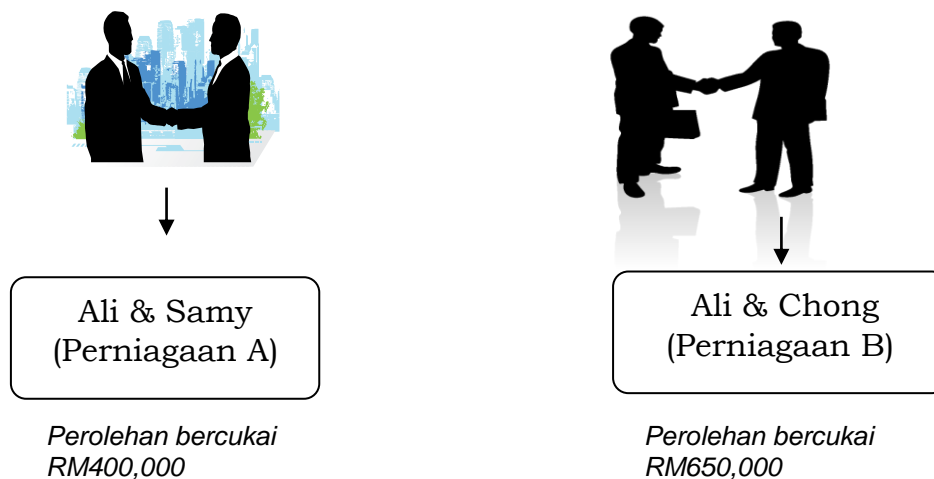 Ali & Samy
(Perniagaan A)
Perolehan bercukai
RM400,000
Ali & Chong
(Perniagaan B)
Perolehan bercukai
RM650,000